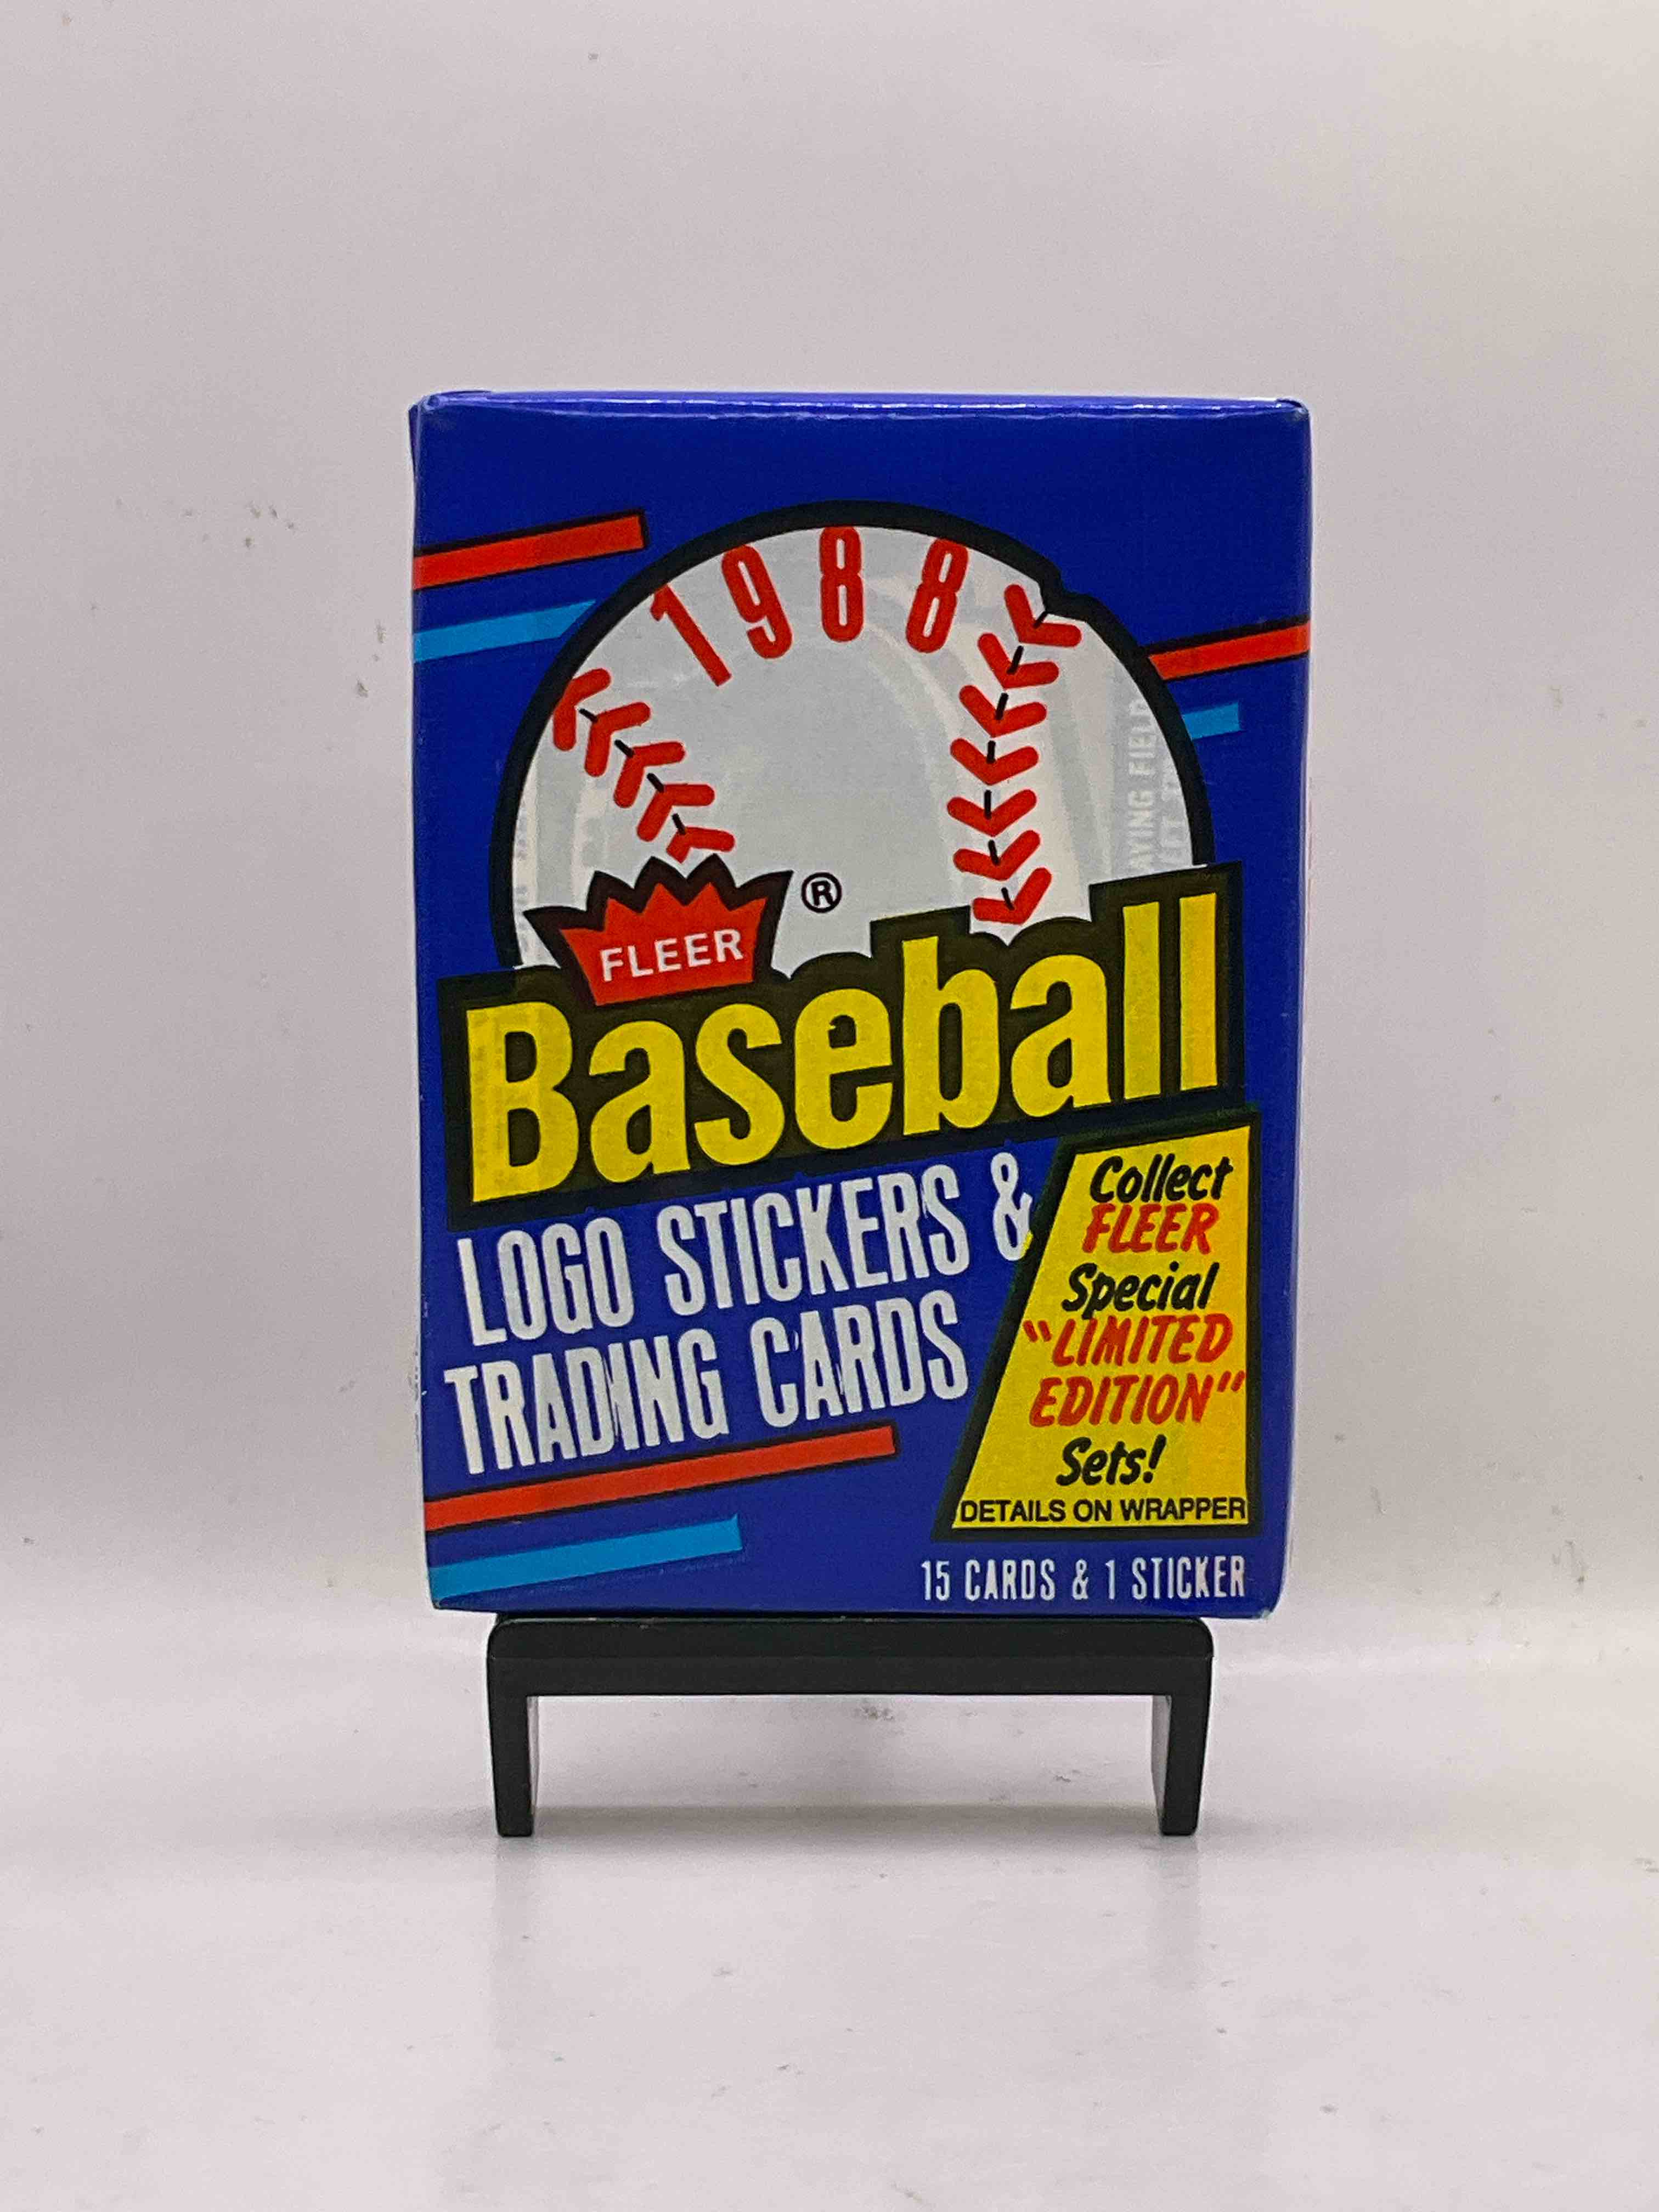 1988
FLEER ®
Baseball
LOGO STICKERS &
TRADING CARDS
Collect
FLEER
Special
"LIMITED
EDITION"
Sets!
DETAILS ON WRAPPER
15 CARDS & 1 STICKER